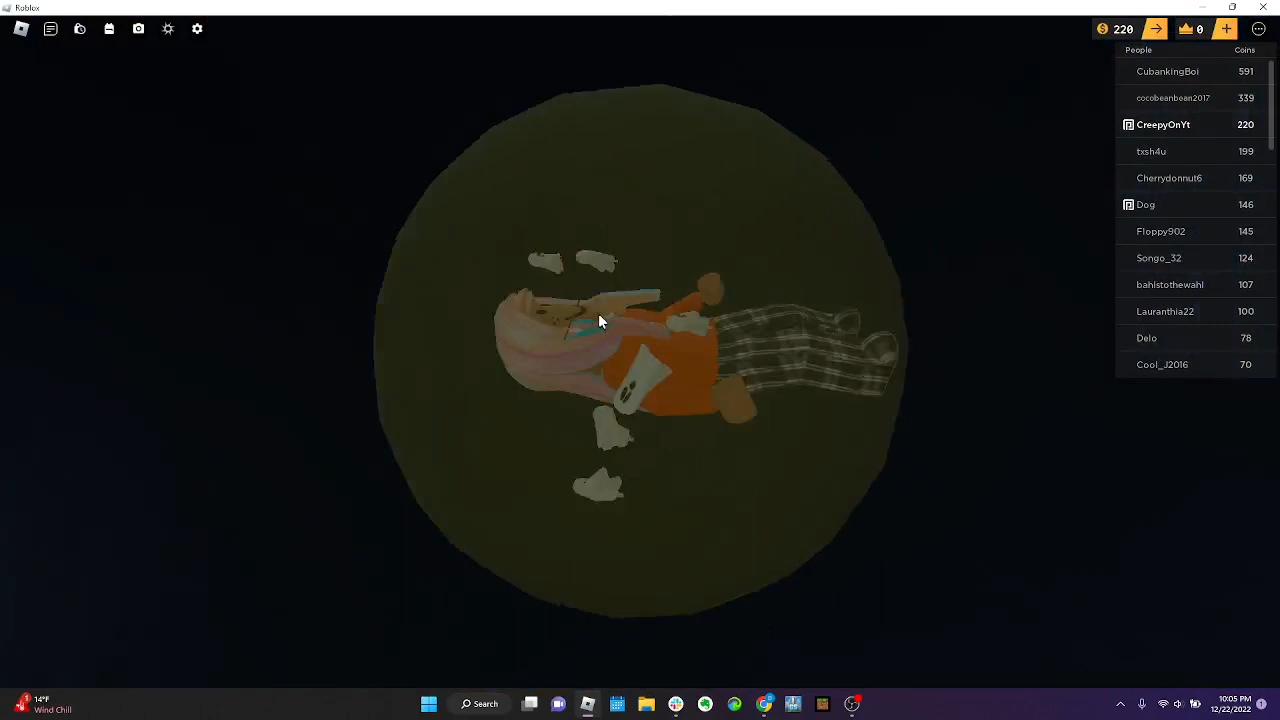 Roblox
220
0
People Coins
CubankingBoi 591
cocobeanbean2017 339
CreepyOnYt 220
txsh4u 199
Cherrydonnut6 169
Dog 146
Floppy902 145
Songo_32 124
bahistothewahl 107
Lauranthia22 100
Delo 78
Cool_J2016 70
1
14°F
Wind Chill
Search
10:05 PM
12/22/2022